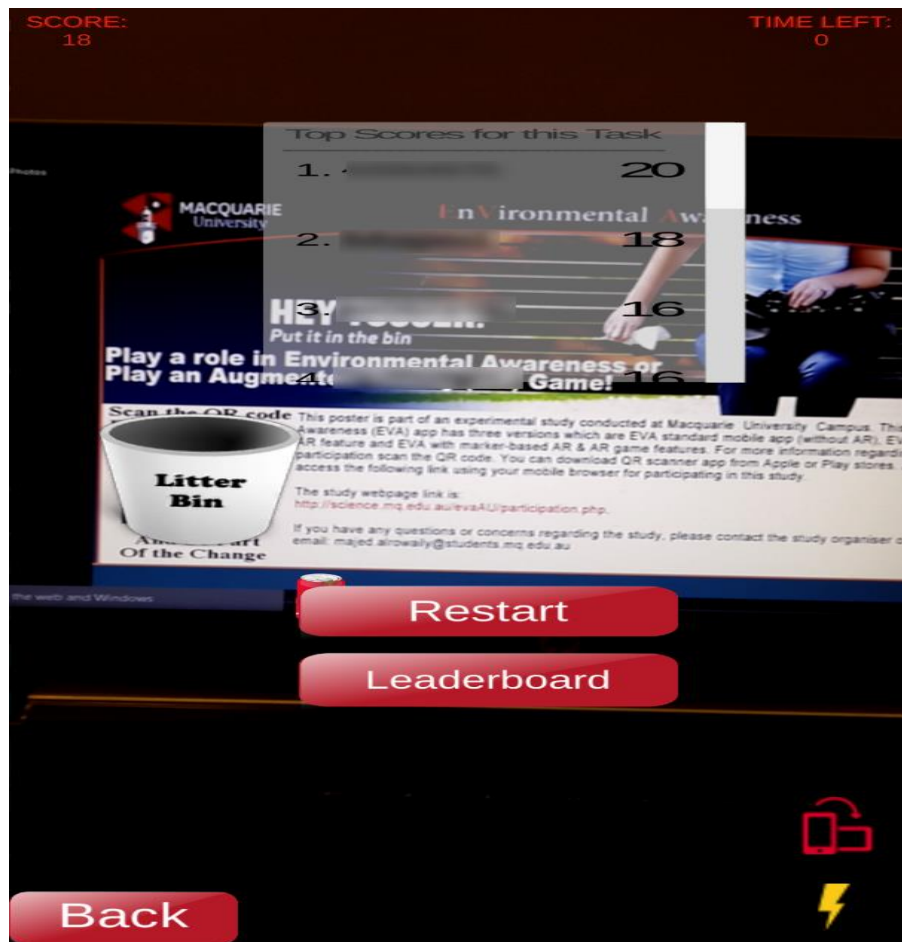 SCORE:
18
TIME LEFT:
0
Top Scores for this Task
1. 20
2. 18
3. 16
4. 16
Photos
MACQUARIE
University
EnVironmental Awareness
HEY
Put it in the bin
Play a role in Environmental Awareness or
Play an Augmented Game!
Scan the QR code
Litter
Bin
Of the Change
This poster is part of an experimental study conducted at Macquarie University Campus. This
Awareness (EVA) app has three versions which are EVA standard mobile app (without AR),
AR feature and EVA with marker-based AR & AR game features. For more information
participation scan the QR code. You can download QR scanner app from Apple or Play stores.
access the following link using your mobile browser for participating in this study.
The study webpage link is:
http://science.mq.edu.au/evaAU/participation.php.
If you have any questions or concerns regarding the study, please contact the study organiser
email: majed.alrowaily@students.mq.edu.au
the web and Windows
Restart
Leaderboard
Back